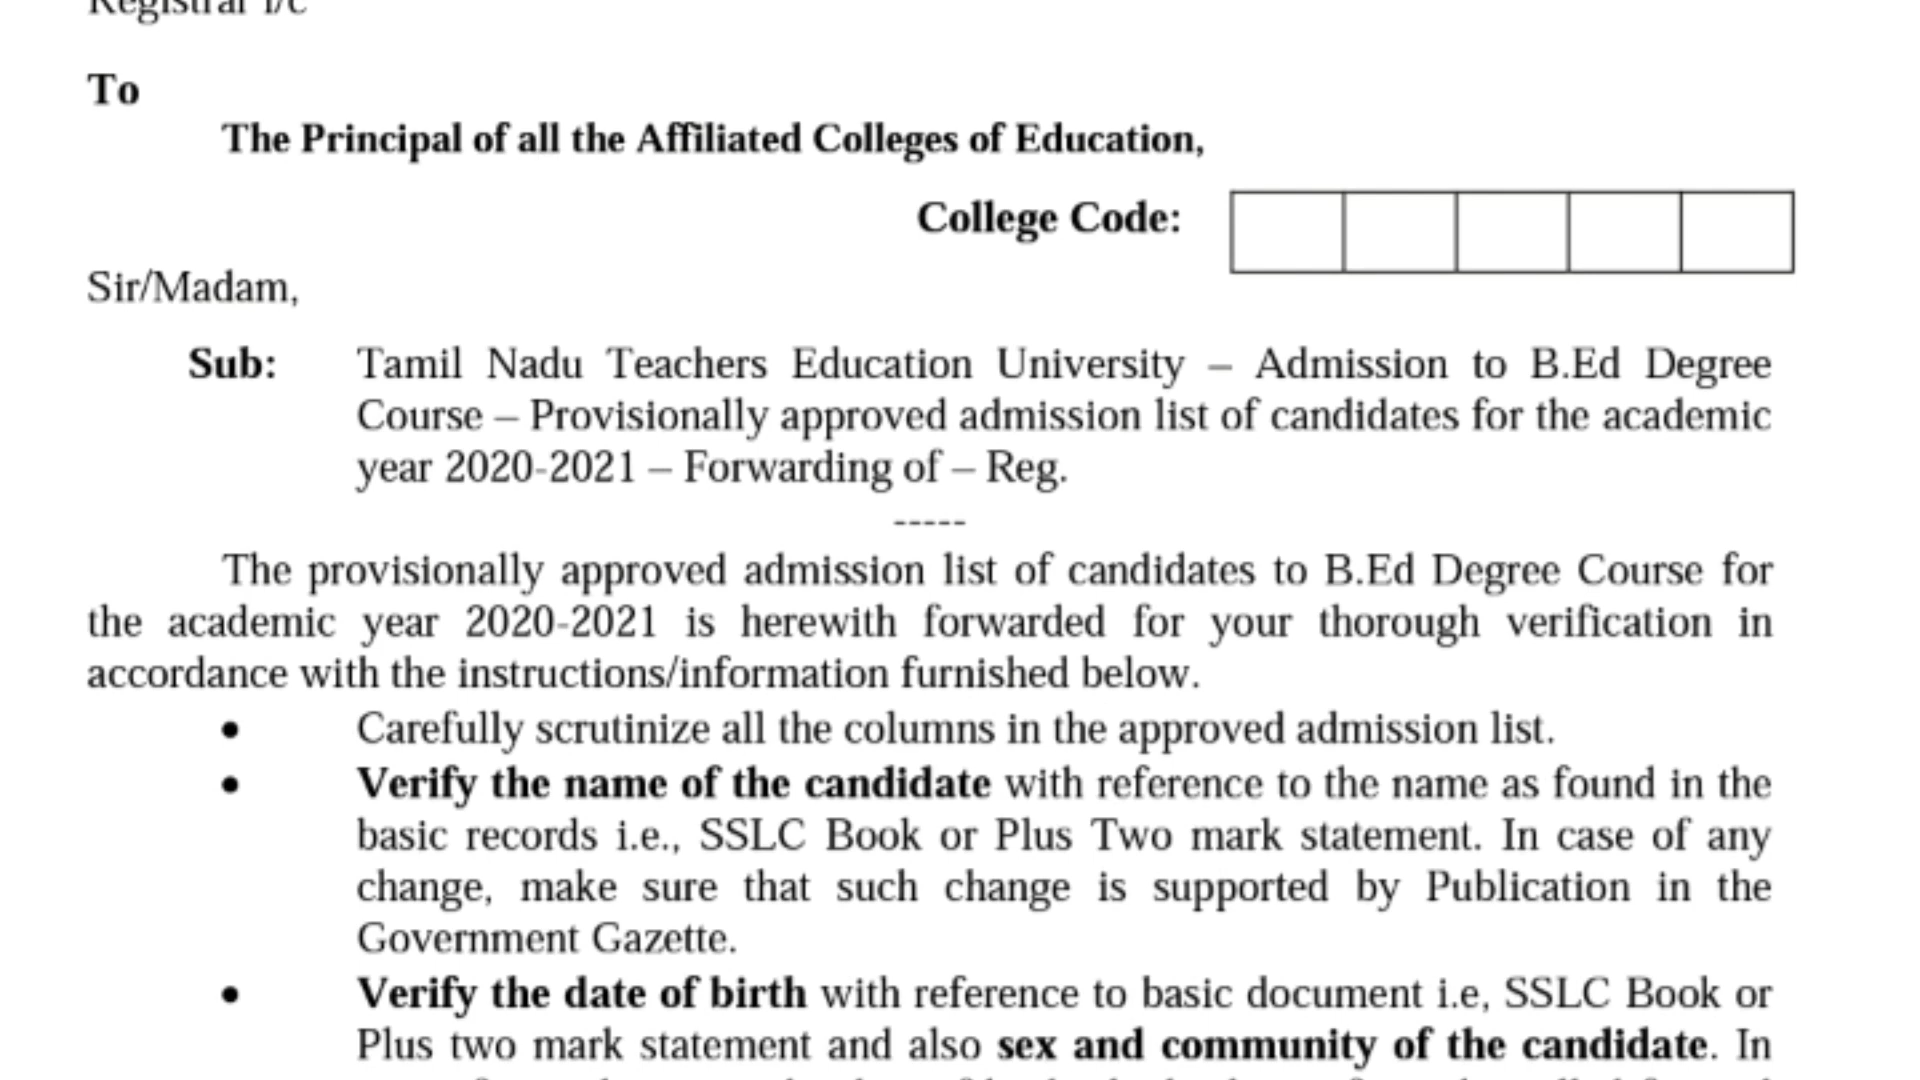 Registrar i/c
To
The Principal of all the Affiliated Colleges of Education,
College Code:
Sir/Madam,
Sub: Tamil Nadu Teachers Education University – Admission to B.Ed Degree
Course – Provisionally approved admission list of candidates for the academic
year 2020-2021 – Forwarding of – Reg.
-----
The provisionally approved admission list of candidates to B.Ed Degree Course for
the academic year 2020-2021 is herewith forwarded for your thorough verification in
accordance with the instructions/information furnished below.
• Carefully scrutinize all the columns in the approved admission list.
• Verify the name of the candidate with reference to the name as found in the
basic records i.e., SSLC Book or Plus Two mark statement. In case of any
change, make sure that such change is supported by Publication in the
Government Gazette.
• Verify the date of birth with reference to basic document i.e, SSLC Book or
Plus two mark statement and also sex and community of the candidate. In